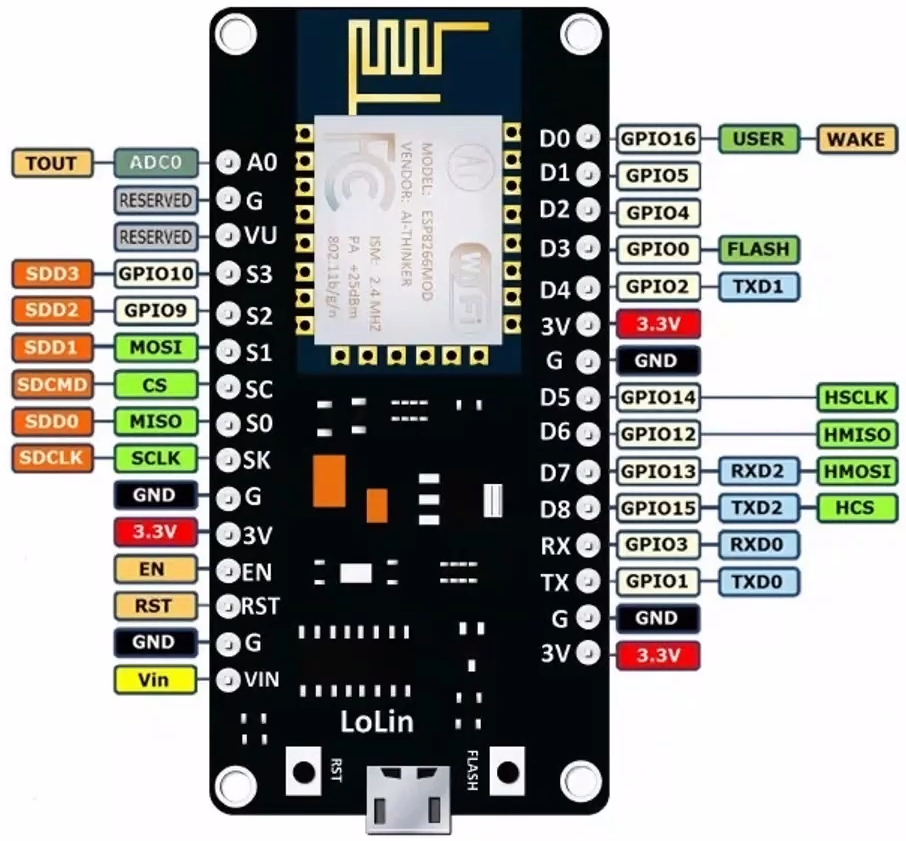 TOUT ADC0 A0
RESERVED G
RESERVED VU
SDD3 GPIO10 S3
SDD2 GPIO9 S2
SDD1 MOSI S1
SDCMD CS SC
SDD0 MISO S0
SDCLK SCLK SK
GND G
3.3V 3V
EN EN
RST RST
GND G
Vin VIN
MODEL: ESP8266MOD
VENDOR: AI-THINKER
ISM: 2.4 MHZ
PA +25dBm
802.11b/g/n
FCC
AI
WiFi
D0 GPIO16 USER WAKE
D1 GPIO5
D2 GPIO4
D3 GPIO0 FLASH
D4 GPIO2 TXD1
3V 3.3V
G GND
D5 GPIO14 HSCLK
D6 GPIO12 HMISO
D7 GPIO13 RXD2 HMOSI
D8 GPIO15 TXD2 HCS
RX GPIO3 RXD0
TX GPIO1 TXD0
G GND
3V 3.3V
LoLin
RST
FLASH